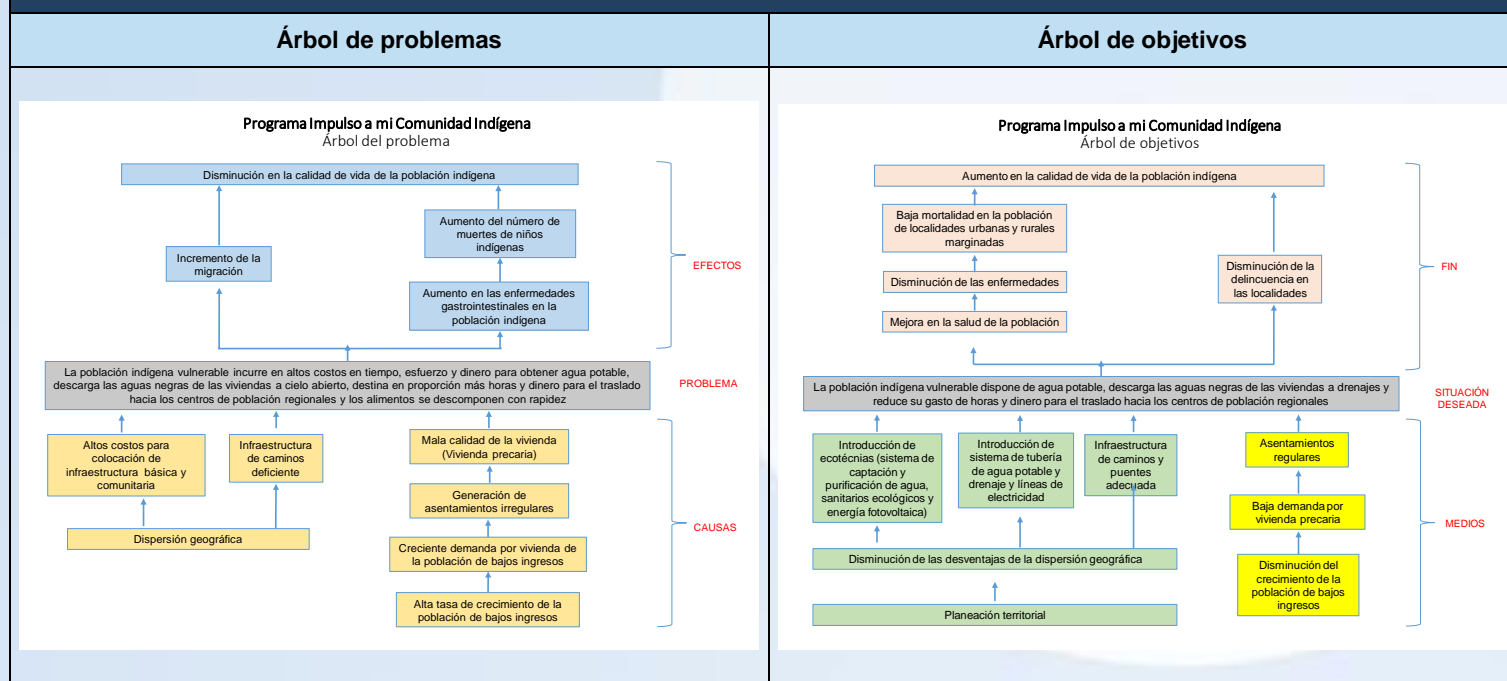 Árbol de problemas
Árbol de objetivos
Programa Impulso a mi Comunidad Indígena
Árbol del problema
Disminución en la calidad de vida de la población indígena
Aumento del número de
muertes de niños
indígenas
Incremento de la
migración
EFECTOS
Aumento en las enfermedades
gastrointestinales en la
población indígena
La población indígena vulnerable incurre en altos costos en tiempo, esfuerzo y dinero para obtener agua potable,
descarga las aguas negras de las viviendas a cielo abierto, destina en proporción más horas y dinero para el traslado
hacia los centros de población regionales y los alimentos se descomponen con rapidez
PROBLEMA
Altos costos para
colocación de
infraestructura básica y
comunitaria
Infraestructura
de caminos
deficiente
Mala calidad de la vivienda
(Vivienda precaria)
Generación de
asentamientos irregulares
CAUSAS
Dispersión geográfica
Creciente demanda por vivienda de
la población de bajos ingresos
Alta tasa de crecimiento de la
población de bajos ingresos
Programa Impulso a mi Comunidad Indígena
Árbol de objetivos
Aumento en la calidad de vida de la población indígena
Baja mortalidad en la población
de localidades urbanas y rurales
marginadas
Disminución de las enfermedades
Disminución de la
delincuencia en
las localidades
FIN
Mejora en la salud de la población
La población indígena vulnerable dispone de agua potable, descarga las aguas negras de las viviendas a drenajes y
reduce su gasto de horas y dinero para el traslado hacia los centros de población regionales
SITUACIÓN
DESEADA
Introducción de
ecotécnias (sistema de
captación y
purificación de agua,
sanitarios ecológicos y
energía fotovoltaica)
Introducción de
sistema de tubería
de agua potable y
drenaje y líneas de
electricidad
Infraestructura
de caminos y
puentes
adecuada
Asentamientos
regulares
Baja demanda por
vivienda precaria
MEDIOS
Disminución de las desventajas de la dispersión geográfica
Disminución del
crecimiento de la
población de bajos
ingresos
Planeación territorial